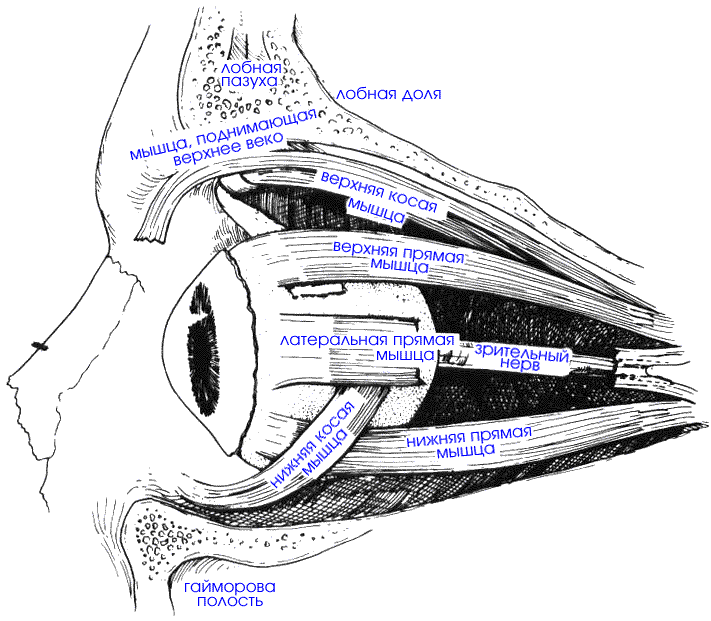 лобная
пазуха
лобная доля
мышца, поднимающая
верхнее веко
верхняя косая
мышца
верхняя прямая
мышца
латеральная прямая
мышца
зрительный
нерв
нижняя косая
мышца
нижняя прямая
мышца
гайморова
полость